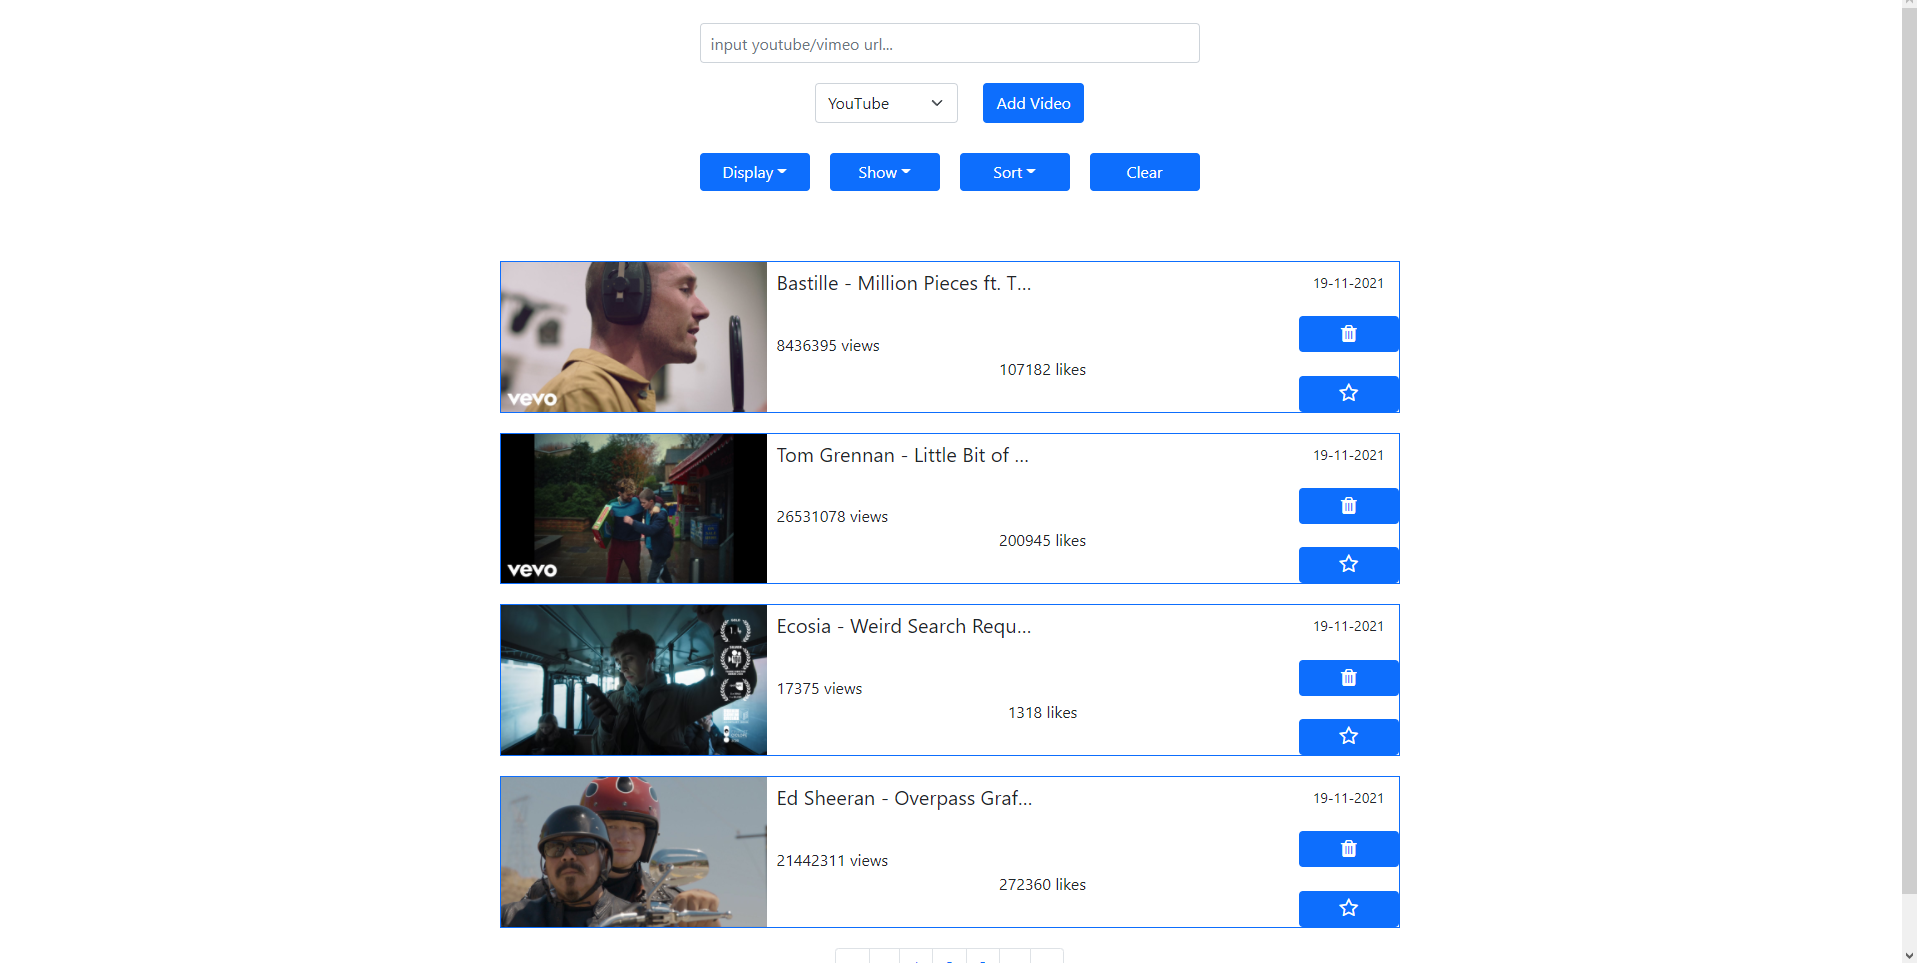 input youtube/vimeo url...
YouTube
Add Video
Display
Show
Sort
Clear
Bastille - Million Pieces ft. T...
19-11-2021
8436395 views
107182 likes
vevo
Tom Grennan - Little Bit of ...
19-11-2021
26531078 views
200945 likes
vevo
Ecosia - Weird Search Requ...
19-11-2021
17375 views
1318 likes
Ed Sheeran - Overpass Graf...
19-11-2021
21442311 views
272360 likes